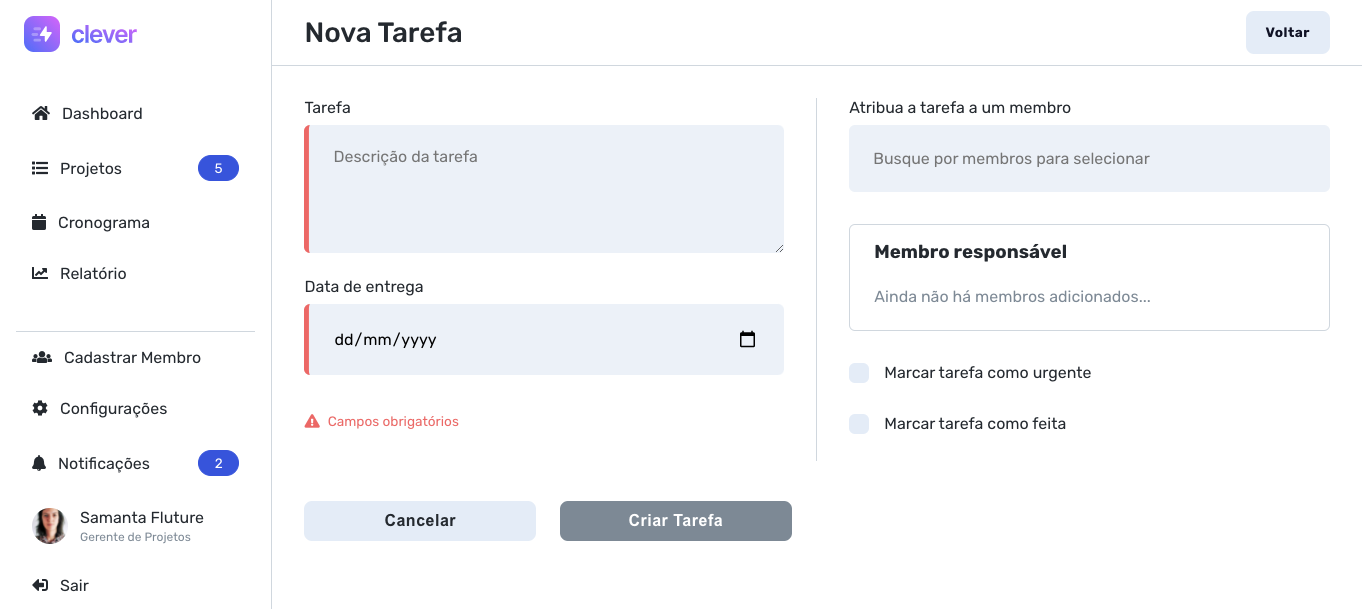 clever
Dashboard
Projetos 5
Cronograma
Relatório
Cadastrar Membro
Configurações
Notificações 2
Samanta Fluture
Gerente de Projetos
Sair
Nova Tarefa
Voltar
Tarefa
Descrição da tarefa
Data de entrega
dd/mm/yyyy
Campos obrigatórios
Cancelar
Criar Tarefa
Atribua a tarefa a um membro
Busque por membros para selecionar
Membro responsável
Ainda não há membros adicionados...
Marcar tarefa como urgente
Marcar tarefa como feita